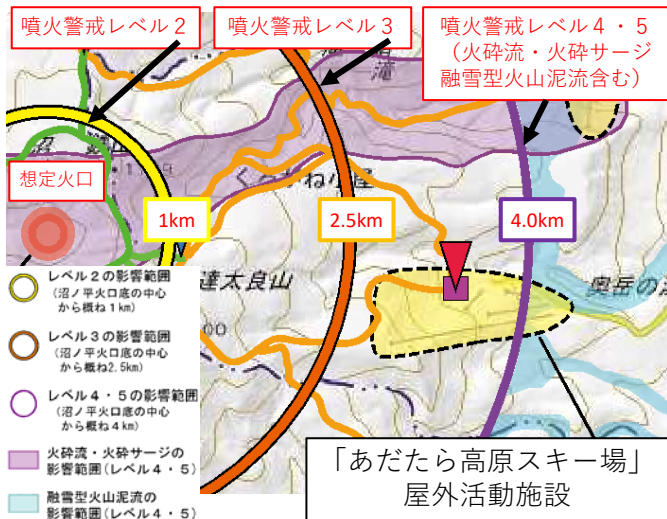 噴火警戒レベル２
噴火警戒レベル３
噴火警戒レベル４・５
（火砕流・火砕サージ
融雪型火山泥流含む）
滝
沼
想定火口
くろがね小屋
1km
2.5km
4.0km
達太良山
奥岳の
00
レベル２の影響範囲
（沼ノ平火口底の中心
から概ね１km）
レベル３の影響範囲
（沼ノ平火口底の中心
から概ね2.5km）
レベル４・５の影響範囲
（沼ノ平火口底の中心
から概ね４km）
火砕流・火砕サージの
影響範囲(レベル４・５)
融雪型火山泥流の
影響範囲(レベル４・５)
「あだたら高原スキー場」
屋外活動施設